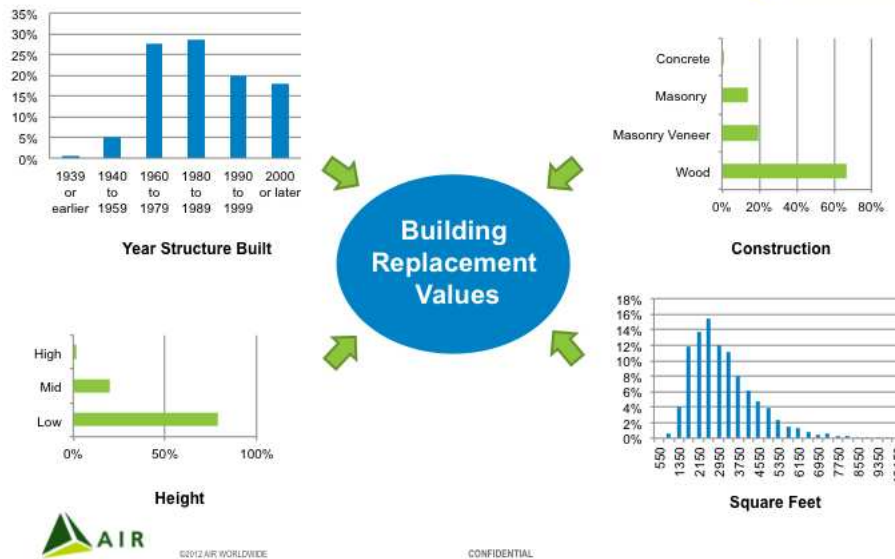 35%
30%
25%
20%
15%
10%
5%
0%
1939 1940 1960 1980 1990 2000
or to to to to or later
earlier 1959 1979 1989 1999
Year Structure Built
Concrete
Masonry
Masonry Veneer
Wood
0% 20% 40% 60% 80%
Construction
Building
Replacement
Values
High
Mid
Low
0% 50% 100%
Height
18%
16%
14%
12%
10%
8%
6%
4%
2%
0%
550 1350 2150 2950 3750 4550 5350 6150 6950 7750 8550 9350
Square Feet
AIR
©2012 AIR WORLDWIDE
CONFIDENTIAL